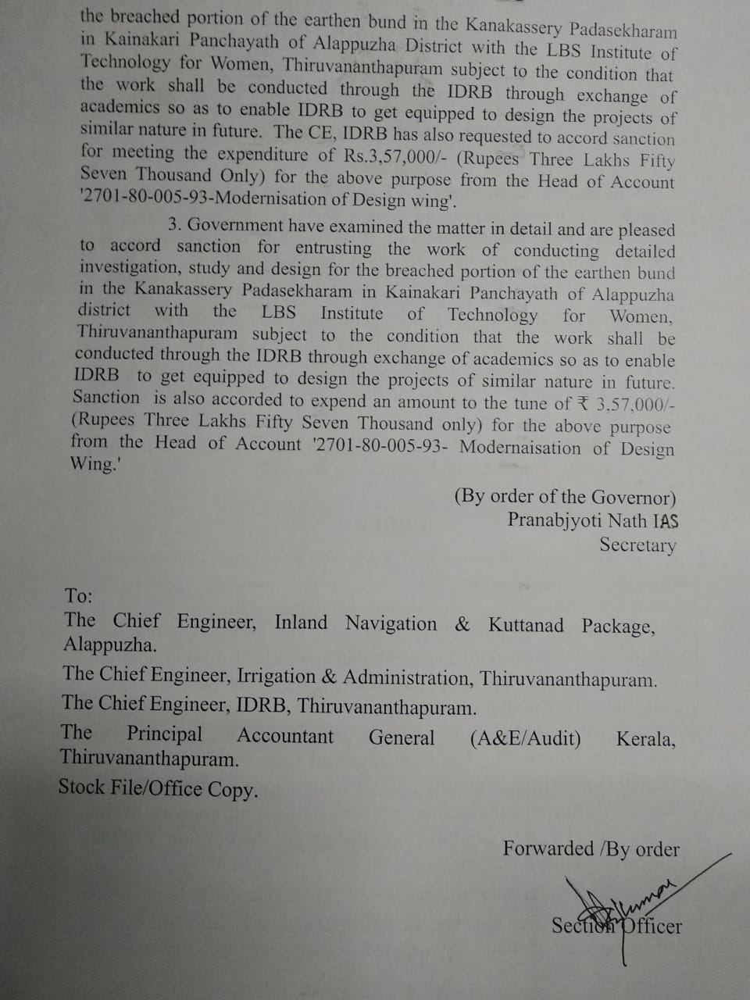 the breached portion of the earthen bund in the Kanakassery Padasekharam
in Kainakari Panchayath of Alappuzha District with the LBS Institute of
Technology for Women, Thiruvananthapuram subject to the condition that
the work shall be conducted through the IDRB through exchange of
academics so as to enable IDRB to get equipped to design the projects of
similar nature in future. The CE, IDRB has also requested to accord sanction
for meeting the expenditure of Rs.3,57,000/- (Rupees Three Lakhs Fifty
Seven Thousand Only) for the above purpose from the Head of Account
'2701-80-005-93-Modernisation of Design wing'.
3. Government have examined the matter in detail and are pleased
to accord sanction for entrusting the work of conducting detailed
investigation, study and design for the breached portion of the earthen bund
in the Kanakassery Padasekharam in Kainakari Panchayath of Alappuzha
district with the LBS Institute of Technology for Women,
Thiruvananthapuram subject to the condition that the work shall be
conducted through the IDRB through exchange of academics so as to enable
IDRB to get equipped to design the projects of similar nature in future.
Sanction is also accorded to expend an amount to the tune of ₹ 3,57,000/-
(Rupees Three Lakhs Fifty Seven Thousand only) for the above purpose
from the Head of Account '2701-80-005-93- Modernaisation of Design
Wing.'
(By order of the Governor)
Pranabjyoti Nath IAS
Secretary
To:
The Chief Engineer, Inland Navigation & Kuttanad Package,
Alappuzha.
The Chief Engineer, Irrigation & Administration, Thiruvananthapuram.
The Chief Engineer, IDRB, Thiruvananthapuram.
The Principal Accountant General (A&E/Audit) Kerala,
Thiruvananthapuram.
Stock File/Office Copy.
Forwarded /By order
Section Officer